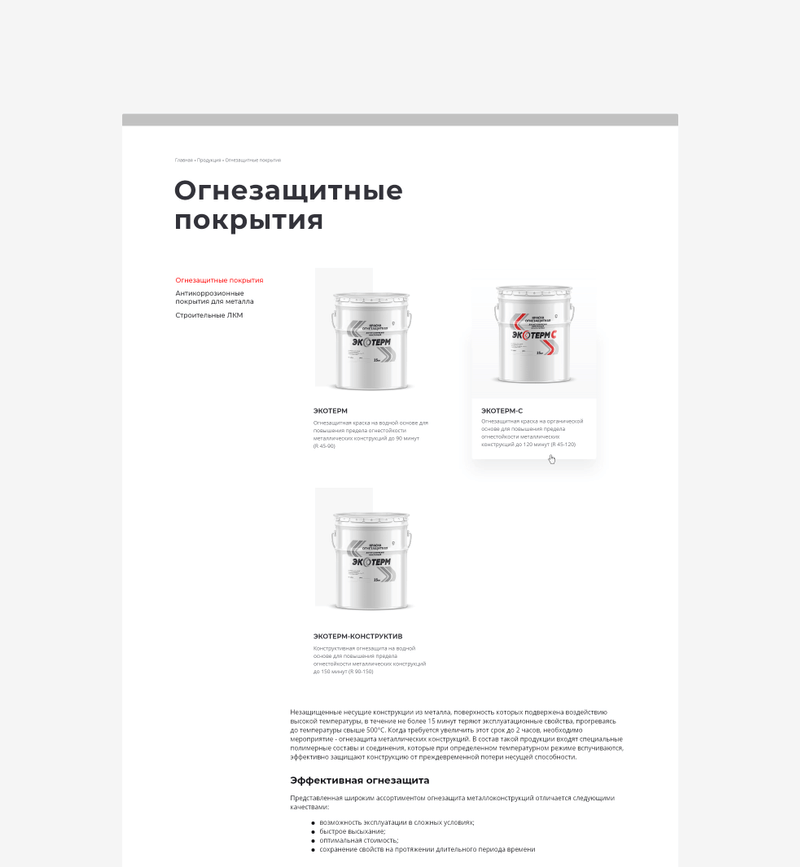 Главная • Продукция • Огнезащитные покрытия
Огнезащитные
покрытия
Огнезащитные покрытия
Антикоррозионные
покрытия для металла
Строительные ЛКМ
КРАСКА
ОГНЕЗАЩИТНАЯ
ЭКОТЕРМ
ЭКОТЕРМ
Огнезащитная краска на водной основе для
повышения предела огнестойкости
металлических конструкций до 90 минут
(R 45-90)
КРАСКА
ОГНЕЗАЩИТНАЯ
ЭКОТЕРМ С
ЭКОТЕРМ-С
Огнезащитная краска на органической
основе для повышения предела
огнестойкости металлических
конструкций до 120 минут (R 45-120)
КРАСКА
ОГНЕЗАЩИТНАЯ
ЭКОТЕРМ
ЭКОТЕРМ-КОНСТРУКТИВ
Конструктивная огнезащита на водной
основе для повышения предела
огнестойкости металлических конструкций
до 150 минут (R 90-150)
Незащищенные несущие конструкции из металла, поверхность которых подвержена воздействию
высокой температуры, в течение не более 15 минут теряют эксплуатационные свойства, прогреваясь
до температуры свыше 500°С. Когда требуется увеличить этот срок до 2 часов, необходимо
мероприятие - огнезащита металлических конструкций. В состав такой продукции входят специальные
полимерные составы и соединения, которые при определенном температурном режиме вспучиваются,
эффективно защищают конструкцию от преждевременной потери несущей способности.
Эффективная огнезащита
Представленная широким ассортиментом огнезащита металлоконструкций отличается следующими
качествами:
возможность эксплуатации в сложных условиях;
быстрое высыхание;
оптимальная стоимость;
сохранение свойств на протяжении длительного периода времени